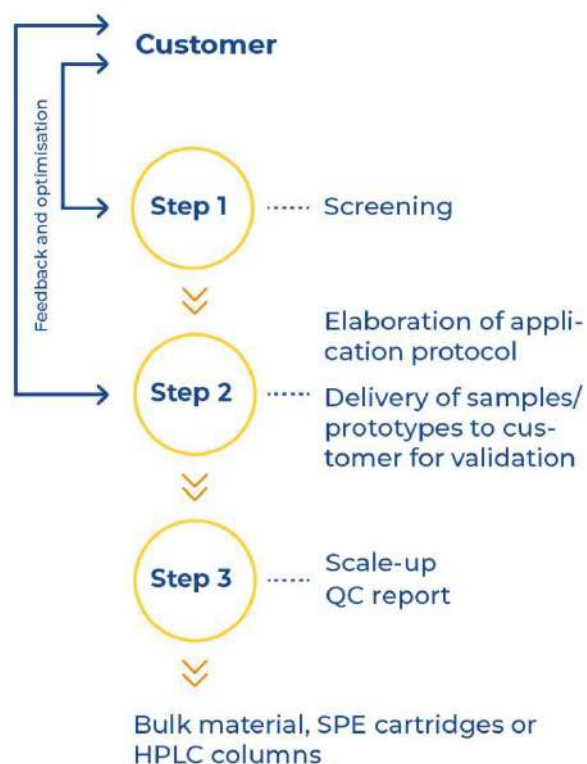 Customer
Feedback and optimisation
Step 1
Screening
Elaboration of appli-
cation protocol
Step 2
Delivery of samples/
prototypes to cus-
tomer for validation
Step 3
Scale-up
QC report
Bulk material, SPE cartridges or
HPLC columns